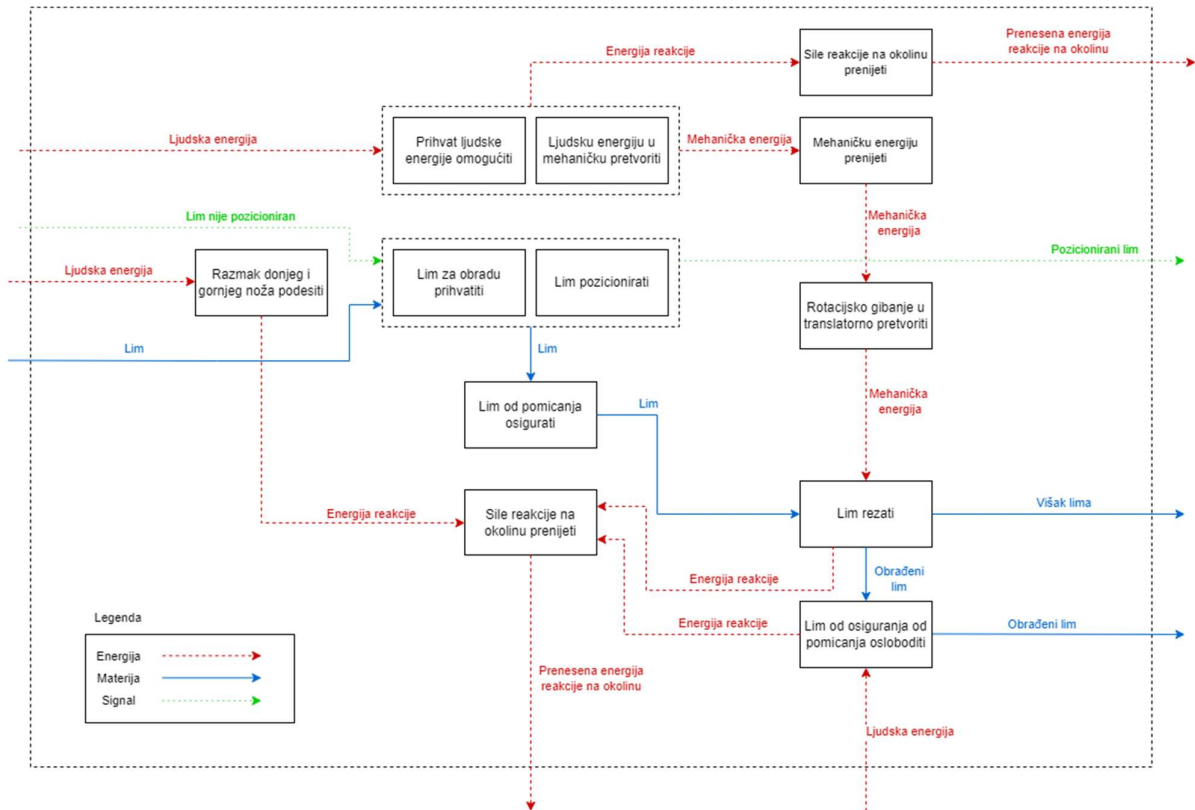 Energija reakcije
Sile reakcije na okolinu
prenijeti
Prenesena energija
reakcije na okolinu
Ljudska energija
Prihvat ljudske
energije omogućiti
Ljudsku energiju u
mehaničku pretvoriti
Mehanička energija
Mehaničku energiju
prenijeti
Mehanička
energija
Lim nije pozicioniran
Pozicionirani lim
Ljudska energija
Razmak donjeg i
gornjeg noža podesiti
Lim za obradu
prihvatiti
Lim pozicionirati
Rotacijsko gibanje u
translatorno pretvoriti
Lim
Lim
Mehanička
energija
Lim od pomicanja
osigurati
Lim
Energija reakcije
Sile reakcije na
okolinu prenijeti
Lim rezati
Višak lima
Energija reakcije
Obrađeni
lim
Energija reakcije
Lim od osiguranja od
pomicanja osloboditi
Obrađeni lim
Prenesena energija
reakcije na okolinu
Ljudska energija
Legenda
Energija
Materija
Signal